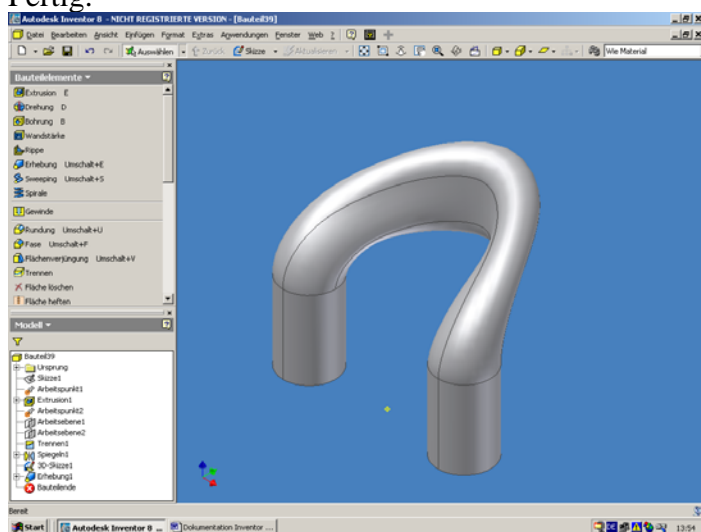 Fertig.
Autodesk Inventor 8 - NICHT REGISTRIERTE VERSION - [Bauteil39]
Datei Bearbeiten Ansicht Einfügen Format Extras Anwendungen Fenster Web ?
Auswählen Zurück Skizze Aktualisieren Wie Material
Bauteilelemente
Extrusion E
Drehung D
Bohrung B
Wandstärke
Rippe
Erhebung Umschalt+E
Sweeping Umschalt+S
Spirale
Gewinde
Rundung Umschalt+U
Fase Umschalt+F
Flächenverjüngung Umschalt+V
Trennen
Fläche löschen
Fläche heften
Modell
Bauteil39
Ursprung
Skizze1
Arbeitspunkt1
Extrusion1
Arbeitspunkt2
Arbeitsebene1
Arbeitsebene2
Trennen1
Spiegeln1
3D-Skizze1
Erhebung1
Bauteilende
Bereit
Start Autodesk Inventor 8 ... Dokumentation Inventor ... DE 13:54